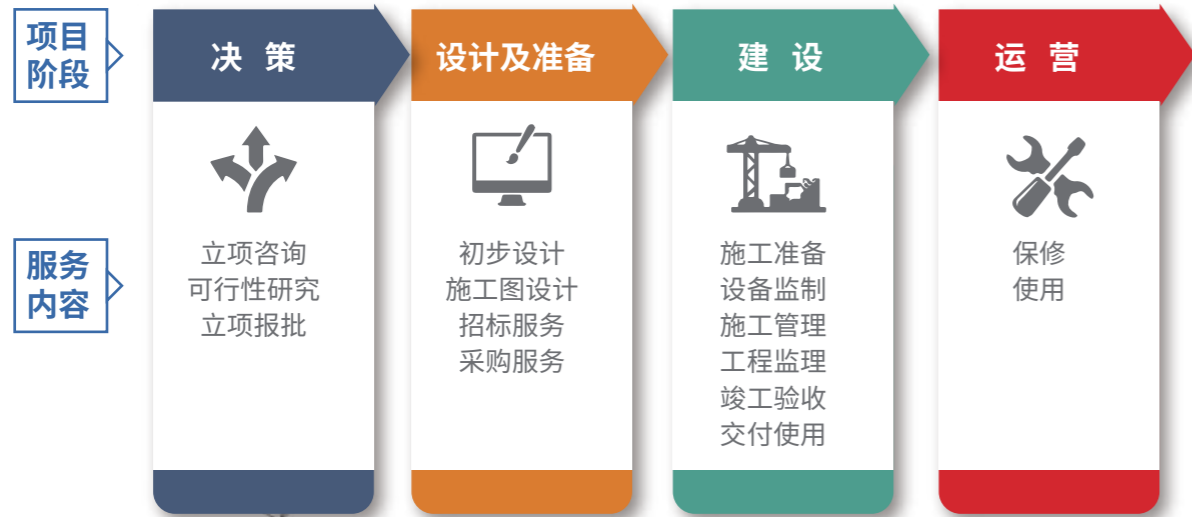 项目
阶段
决 策
设计及准备
建 设
运 营
服务
内容
立项咨询
可行性研究
立项报批
初步设计
施工图设计
招标服务
采购服务
施工准备
设备监制
施工管理
工程监理
竣工验收
交付使用
保修
使用